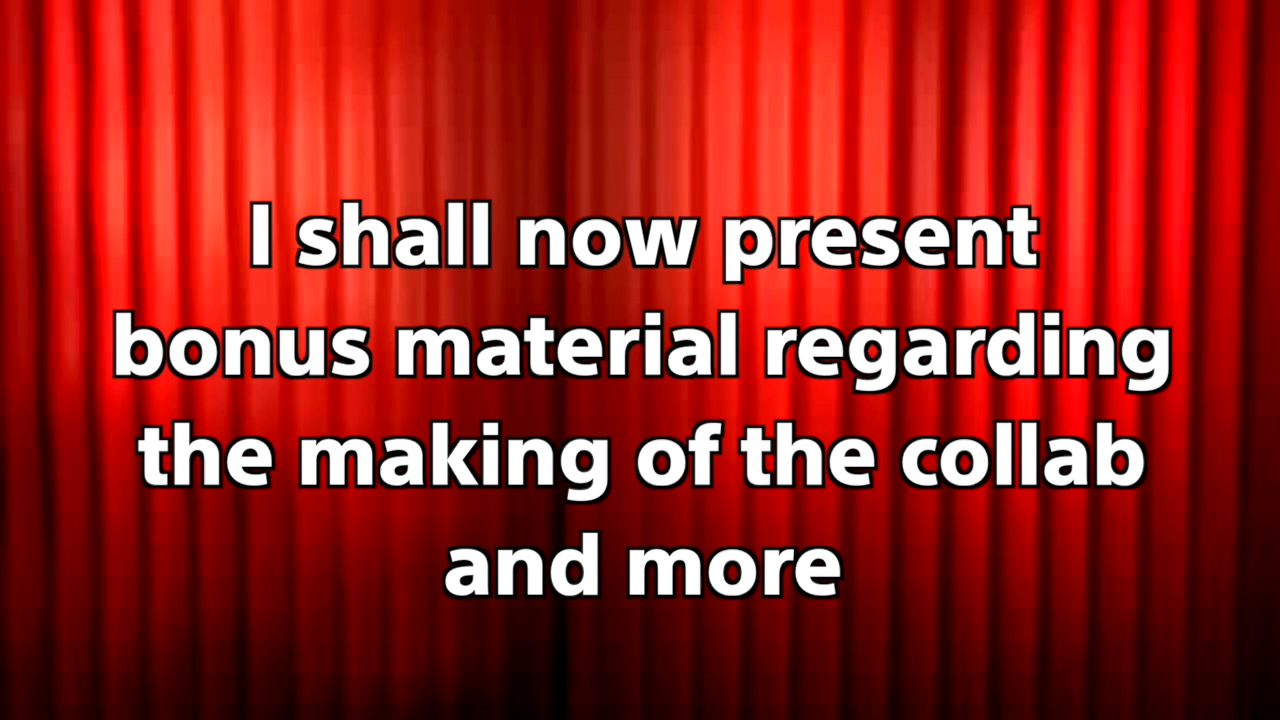 I shall now present
bonus material regarding
the making of the collab
and more